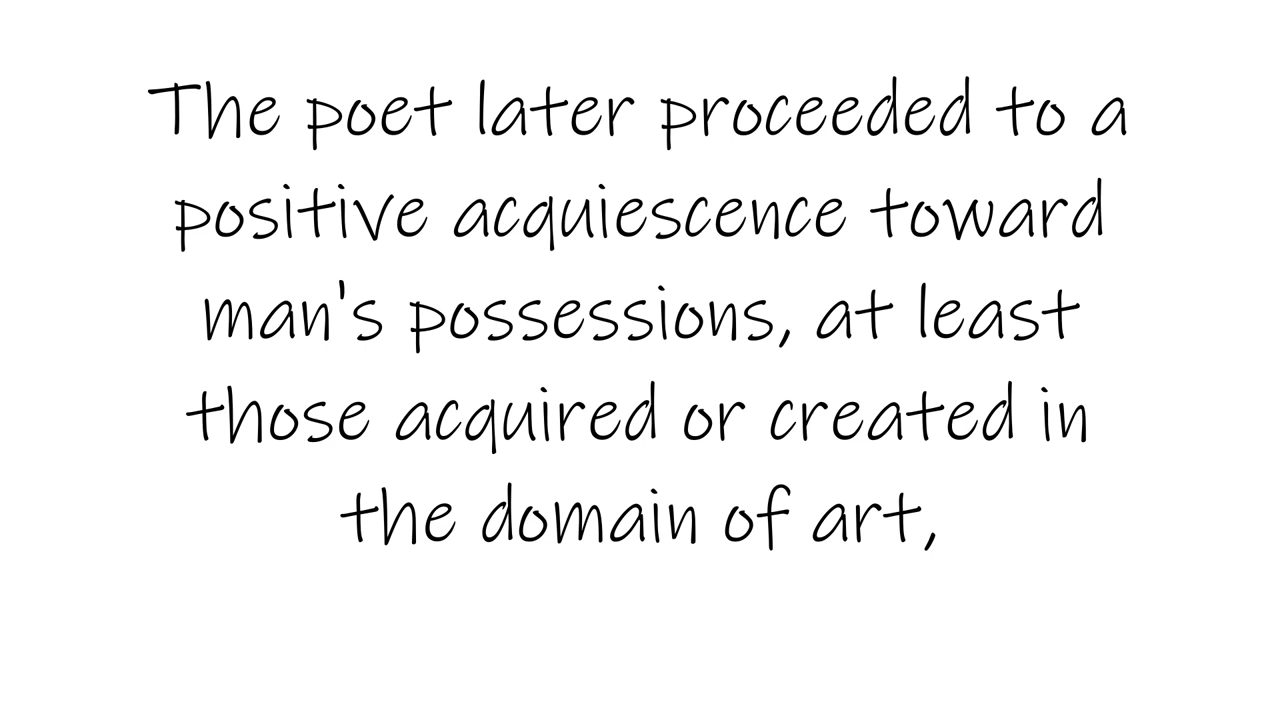 The poet later proceeded to a
positive acquiescence toward
man's possessions, at least
those acquired or created in
the domain of art,